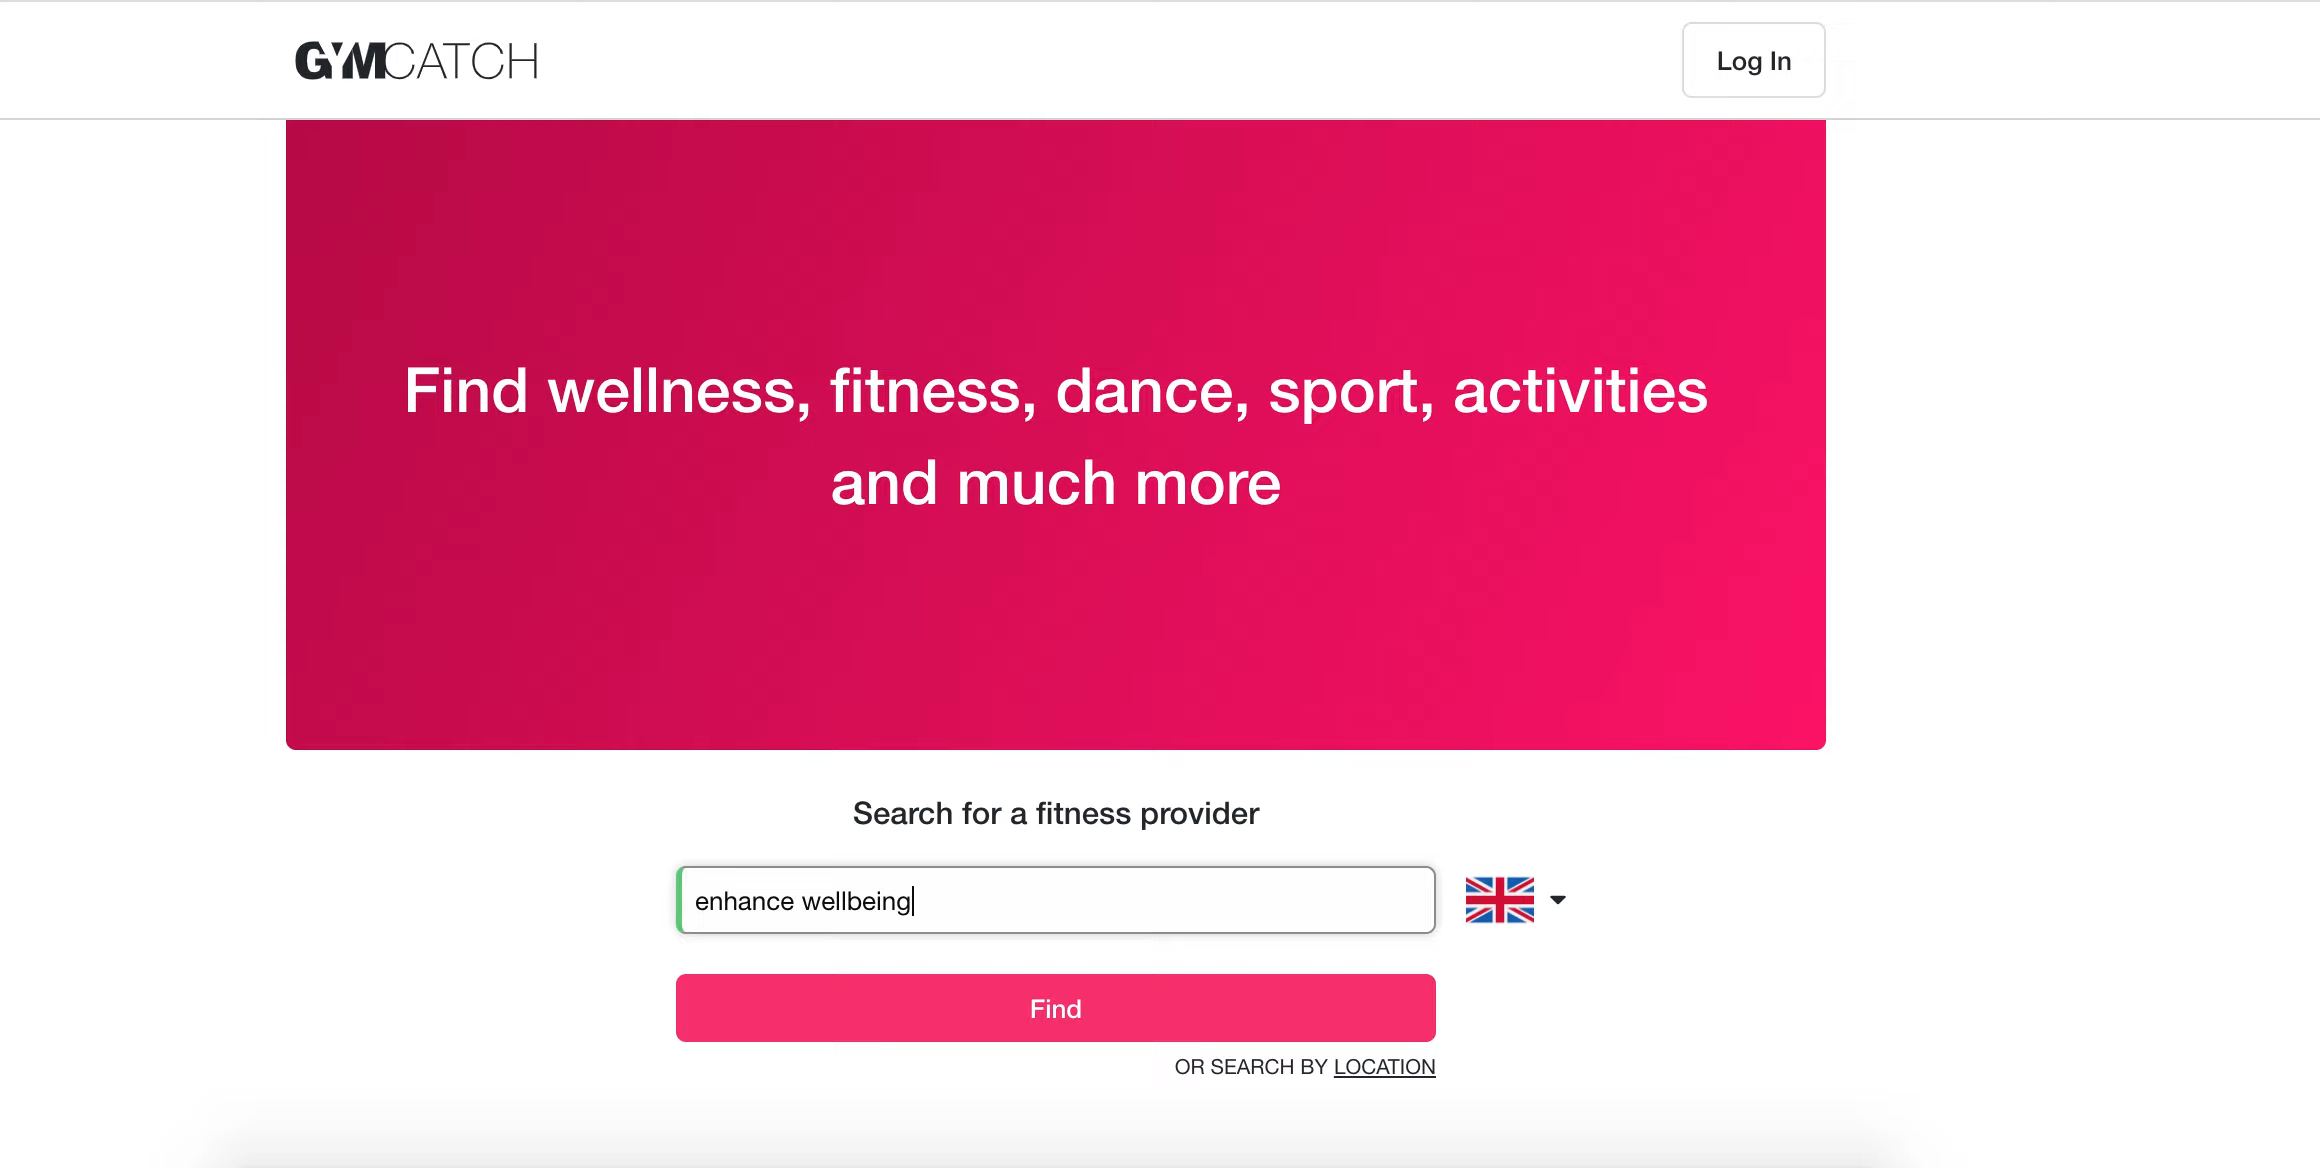 GYMCATCH
Log In
Find wellness, fitness, dance, sport, activities
and much more
Search for a fitness provider
enhance wellbeing
Find
OR SEARCH BY LOCATION